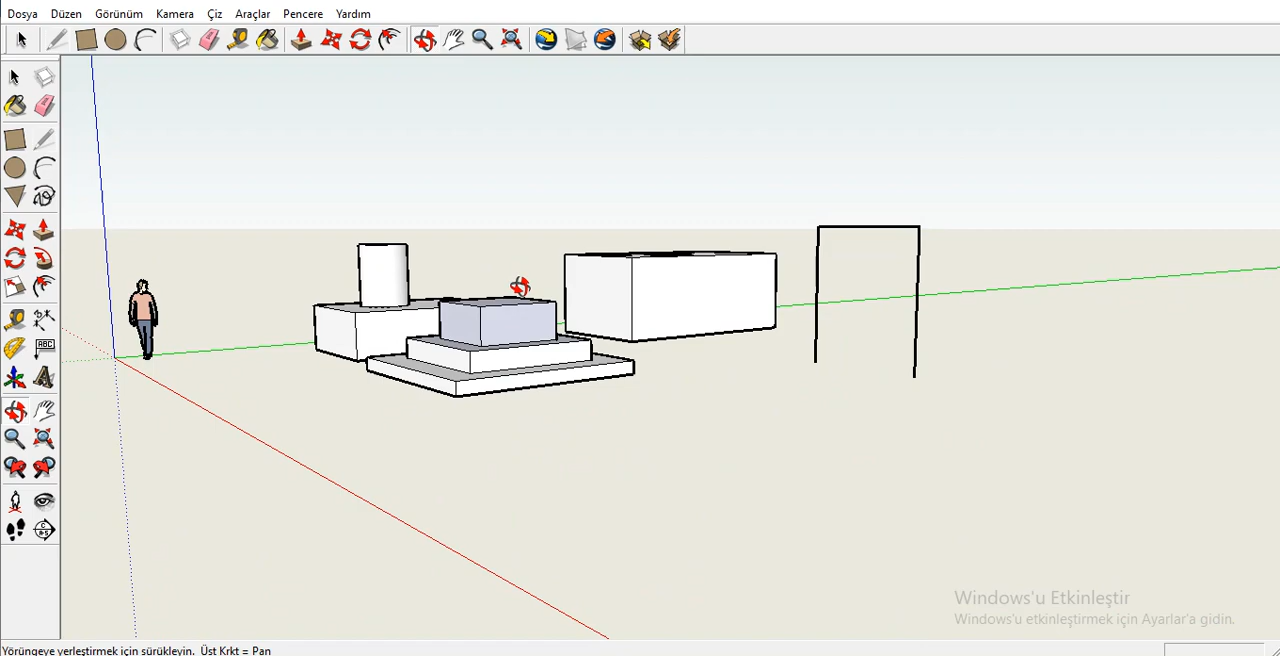 Dosya Düzen Görünüm Kamera Çiz Araçlar Pencere Yardım
ABC
A
C
Windows'u Etkinleştir
Windows'u etkinleştirmek için Ayarlar'a gidin.
Yörüngeye yerleştirmek için sürükleyin. Üst Krkt = Pan